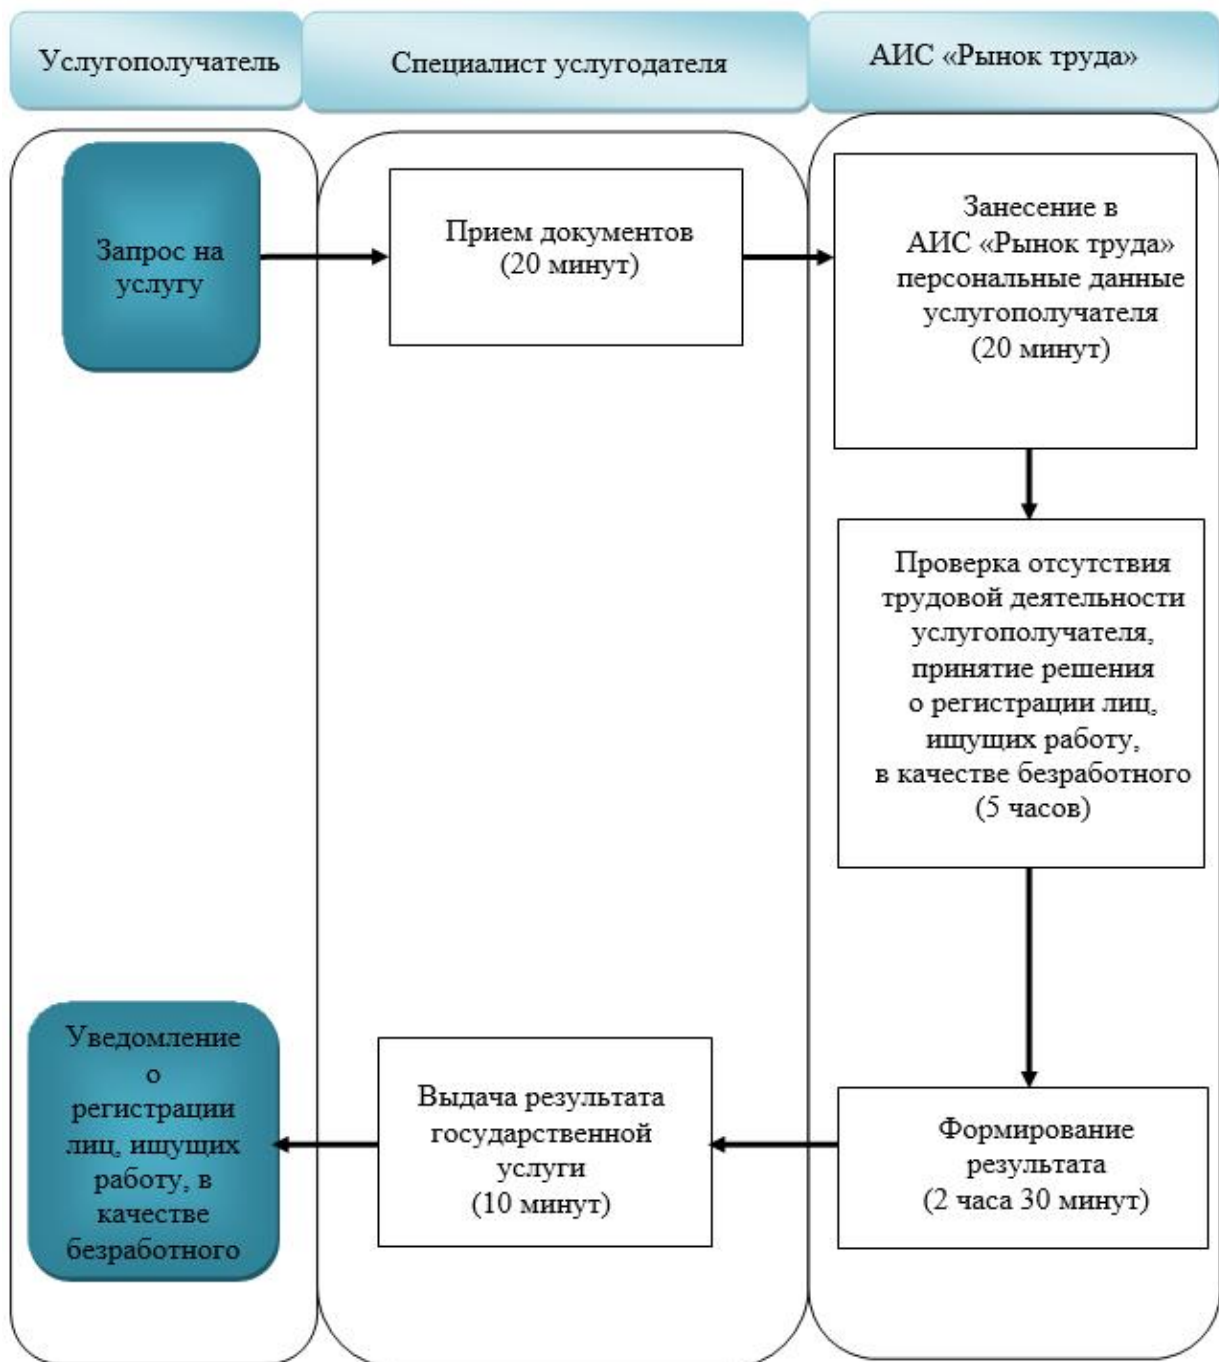 Услугополучатель
Специалист услугодателя
АИС «Рынок труда»
Запрос на
услугу
Прием документов
(20 минут)
Занесение в
АИС «Рынок труда»
персональные данные
услугополучателя
(20 минут)
Проверка отсутствия
трудовой деятельности
услугополучателя,
принятие решения
о регистрации лиц,
ищущих работу,
в качестве безработного
(5 часов)
Формирование
результата
(2 часа 30 минут)
Выдача результата
государственной
услуги
(10 минут)
Уведомление
о
регистрации
лиц, ищущих
работу, в
качестве
безработного